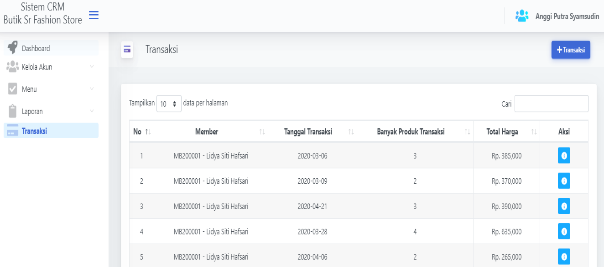 Sistem CRM
Butik Sr Fashion Store
Anggi Putra Syamsudin
Dashboard
Kelola Akun
Menu
Laporan
Transaksi
Transaksi
+Transaksi
Tampilkan 10 data per halaman
Cari
No Member Tanggal Transaksi Banyak Produk Transaksi Total Harga Aksi
1 MB200001 - Lidya Siti Hafsari 2020-03-06 3 Rp. 385,000
2 MB200001 - Lidya Siti Hafsari 2020-03-09 2 Rp. 370,000
3 MB200001 - Lidya Siti Hafsari 2020-04-21 3 Rp. 390,000
4 MB200001 - Lidya Siti Hafsari 2020-03-28 4 Rp. 635,000
5 MB200001 - Lidya Siti Hafsari 2020-04-06 2 Rp. 265,000